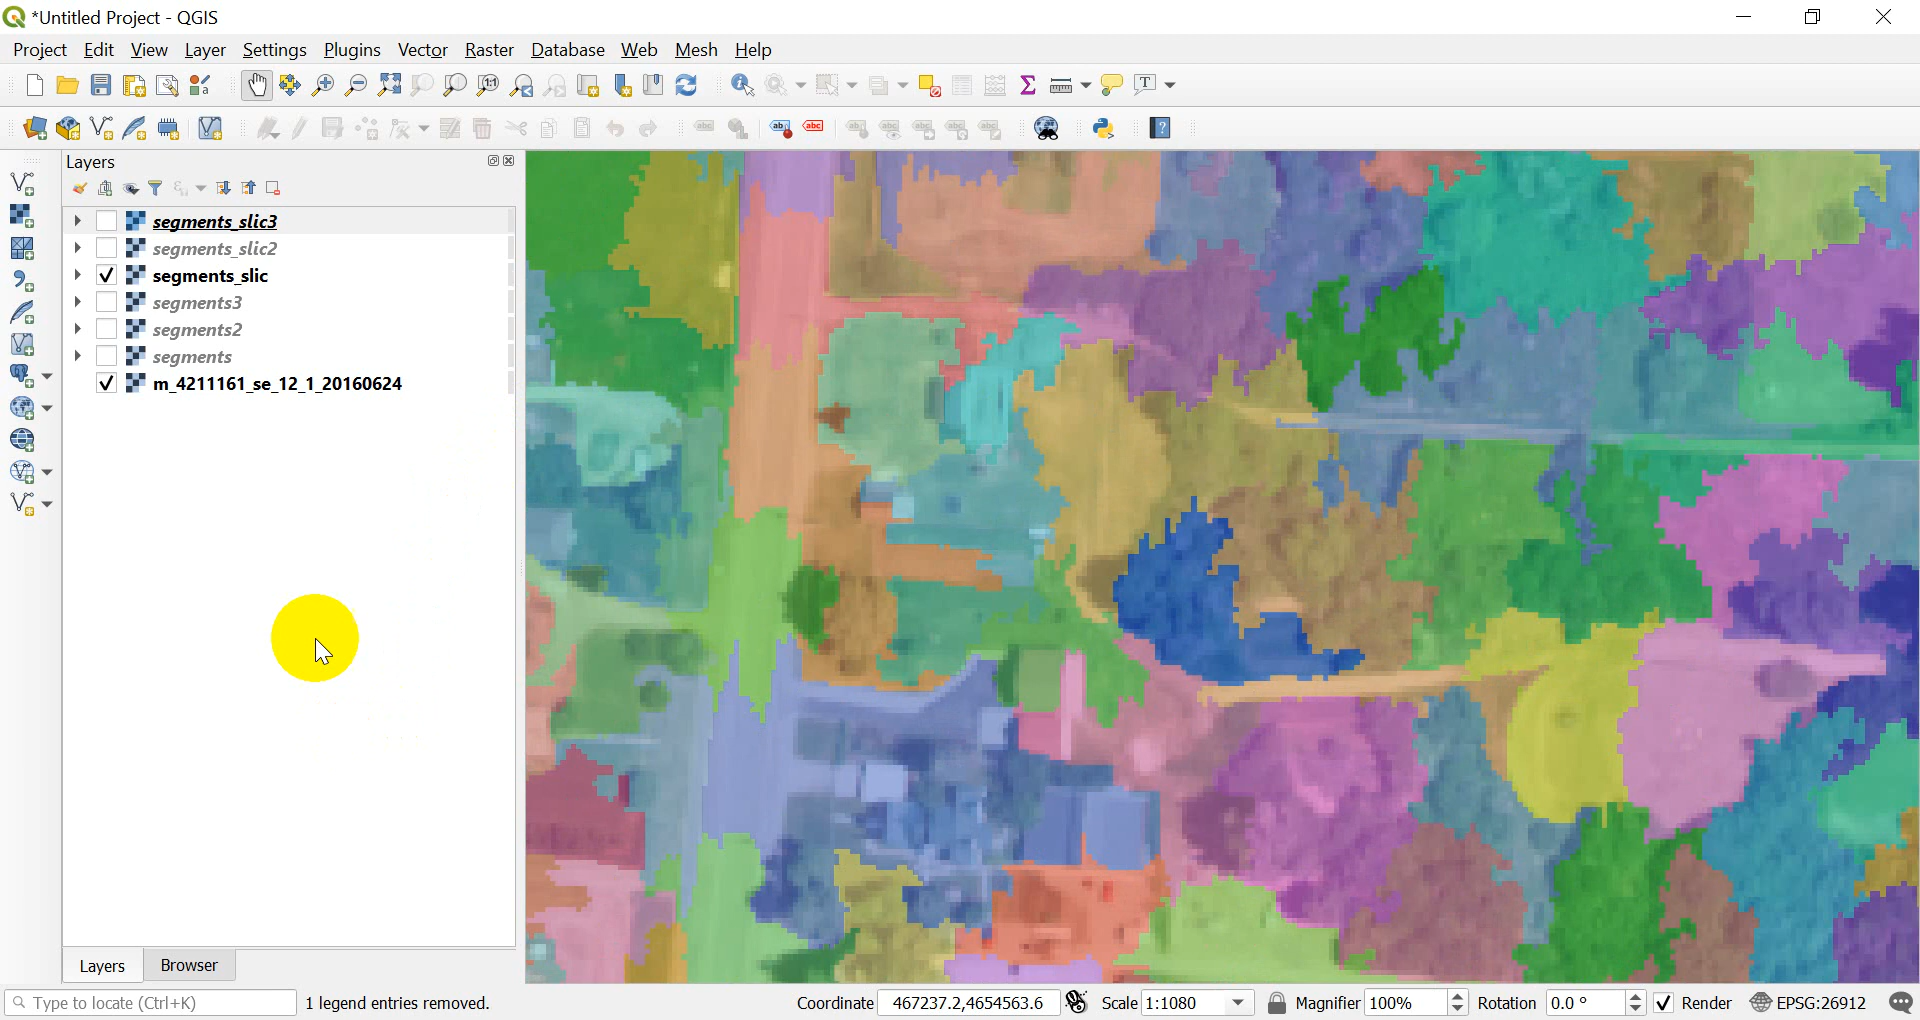 *Untitled Project - QGIS
Project Edit View Layer Settings Plugins Vector Raster Database Web Mesh Help
Layers
segments_slic3
segments_slic2
segments_slic
segments3
segments2
segments
m_4211161_se_12_1_20160624
Layers Browser
Type to locate (Ctrl+K) 1 legend entries removed. Coordinate 467237.2,4654563.6 Scale 1:1080 Magnifier 100% Rotation 0.0 ° Render EPSG:26912